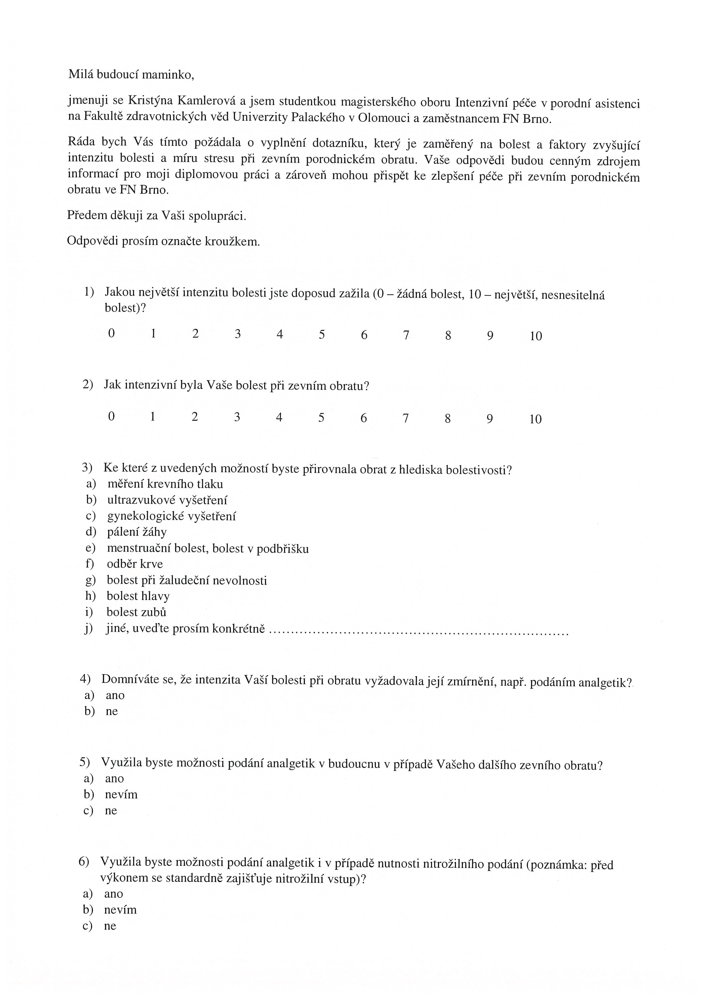 Milá budoucí maminko,
jmenuji se Kristýna Kamlerová a jsem studentkou magisterského oboru Intenzivní péče v porodní asistenci
na Fakultě zdravotnických věd Univerzity Palackého v Olomouci a zaměstnancem FN Brno.
Ráda bych Vás tímto požádala o vyplnění dotazníku, který je zaměřený na bolest a faktory zvyšující
intenzitu bolesti a míru stresu při zevním porodnickém obratu. Vaše odpovědi budou cenným zdrojem
informací pro moji diplomovou práci a zároveň mohou přispět ke zlepšení péče při zevním porodnickém
obratu ve FN Brno.
Předem děkuji za Vaši spolupráci.
Odpovědi prosím označte kroužkem.
1) Jakou největší intenzitu bolesti jste doposud zažila (0 – žádná bolest, 10 – největší, nesnesitelná
bolest)?
0 1 2 3 4 5 6 7 8 9 10
2) Jak intenzivní byla Vaše bolest při zevním obratu?
0 1 2 3 4 5 6 7 8 9 10
3) Ke které z uvedených možností byste přirovnala obrat z hlediska bolestivosti?
a) měření krevního tlaku
b) ultrazvukové vyšetření
c) gynekologické vyšetření
d) pálení žáhy
e) menstruační bolest, bolest v podbřišku
f) odběr krve
g) bolest při žaludeční nevolnosti
h) bolest hlavy
i) bolest zubů
j) jiné, uveďte prosím konkrétně ....................................................................
4) Domníváte se, že intenzita Vaší bolesti při obratu vyžadovala její zmírnění, např. podáním analgetik?
a) ano
b) ne
5) Využila byste možnosti podání analgetik v budoucnu v případě Vašeho dalšího zevního obratu?
a) ano
b) nevím
c) ne
6) Využila byste možnosti podání analgetik i v případě nutnosti nitrožilního podání (poznámka: před
výkonem se standardně zajišťuje nitrožilní vstup)?
a) ano
b) nevím
c) ne